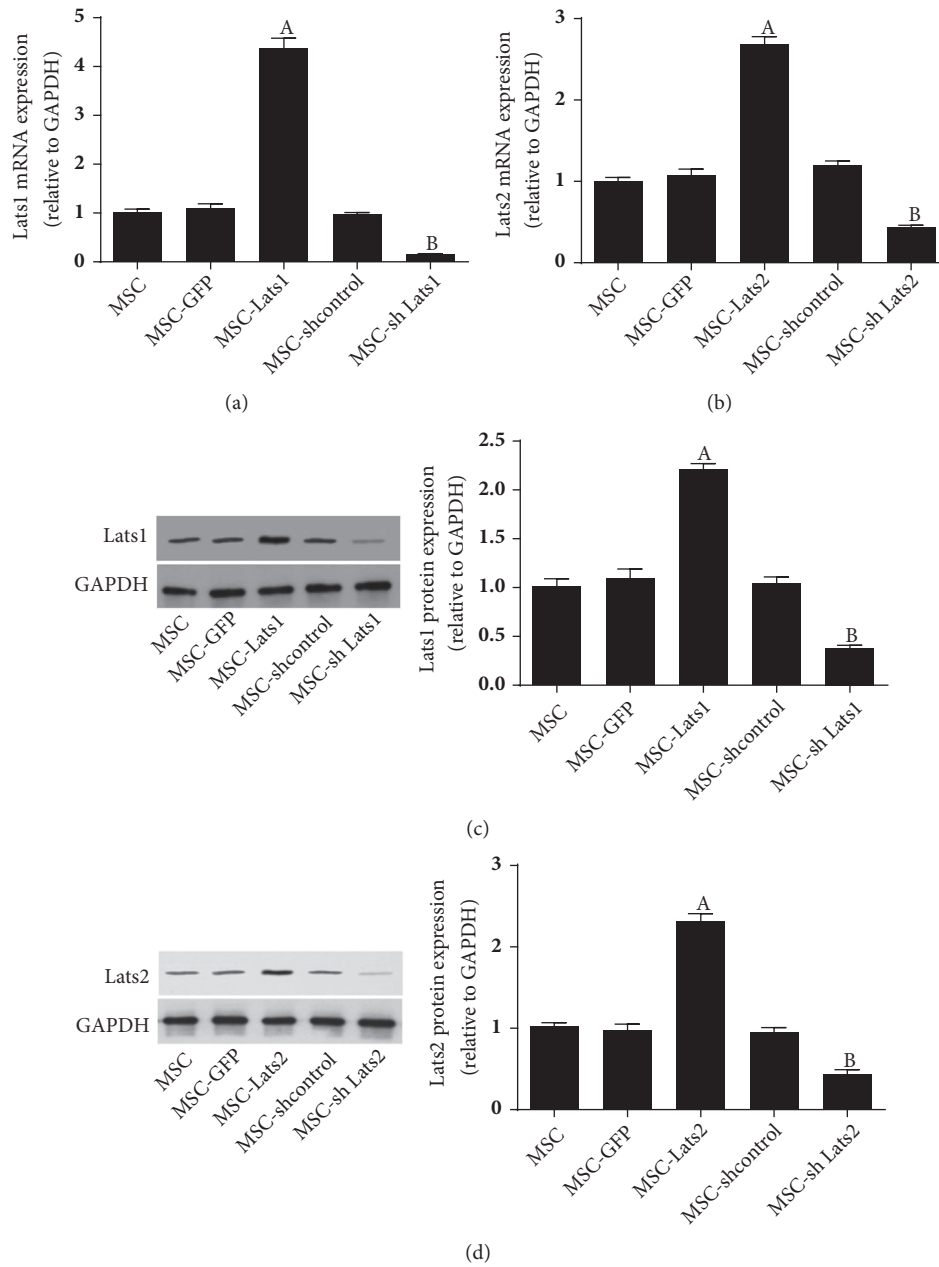 Lats1 mRNA expression
(relative to GAPDH)
5
4
3
2
1
0
A
B
MSC
MSC-GFP
MSC-Lats1
MSC-shcontrol
MSC-sh Lats1
(a)
Lats2 mRNA expression
(relative to GAPDH)
3
2
1
0
A
B
MSC
MSC-GFP
MSC-Lats2
MSC-shcontrol
MSC-sh Lats2
(b)
Lats1
GAPDH
MSC
MSC-GFP
MSC-Lats1
MSC-shcontrol
MSC-sh Lats1
Lats1 protein expression
(relative to GAPDH)
2.5
2.0
1.5
1.0
0.5
0.0
A
B
MSC
MSC-GFP
MSC-Lats1
MSC-shcontrol
MSC-sh Lats1
(c)
Lats2
GAPDH
MSC
MSC-GFP
MSC-Lats2
MSC-shcontrol
MSC-sh Lats2
Lats2 protein expression
(relative to GAPDH)
3
2
1
0
A
B
MSC
MSC-GFP
MSC-Lats2
MSC-shcontrol
MSC-sh Lats2
(d)